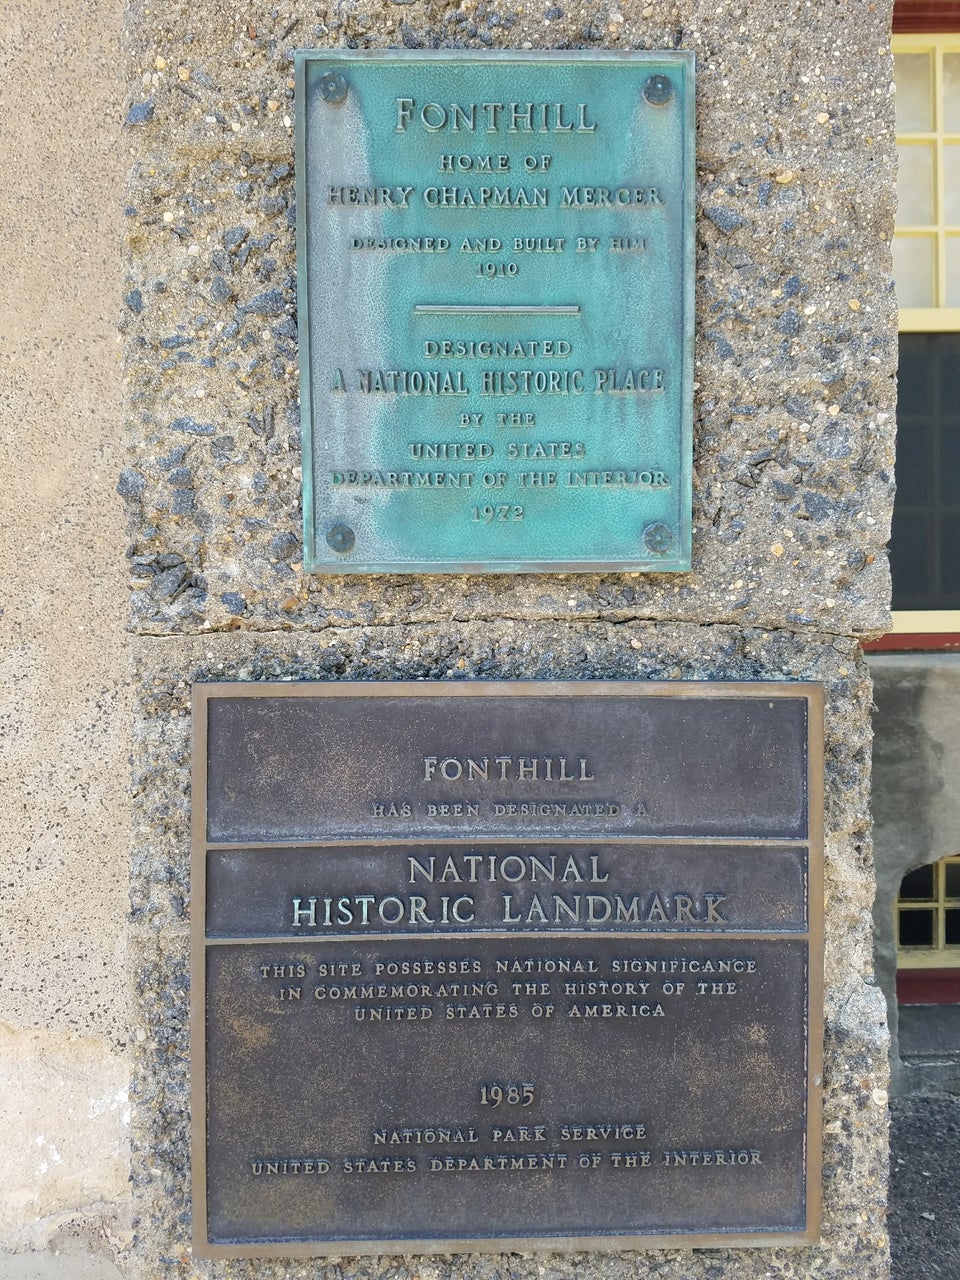 FONTHILL
HOME OF
HENRY CHAPMAN MERCER
DESIGNED AND BUILT BY HIM
1910
DESIGNATED
A NATIONAL HISTORIC PLACE
BY THE
UNITED STATES
DEPARTMENT OF THE INTERIOR
1972
FONTHILL
HAS BEEN DESIGNATED A
NATIONAL
HISTORIC LANDMARK
THIS SITE POSSESSES NATIONAL SIGNIFICANCE
IN COMMEMORATING THE HISTORY OF THE
UNITED STATES OF AMERICA
1985
NATIONAL PARK SERVICE
UNITED STATES DEPARTMENT OF THE INTERIOR